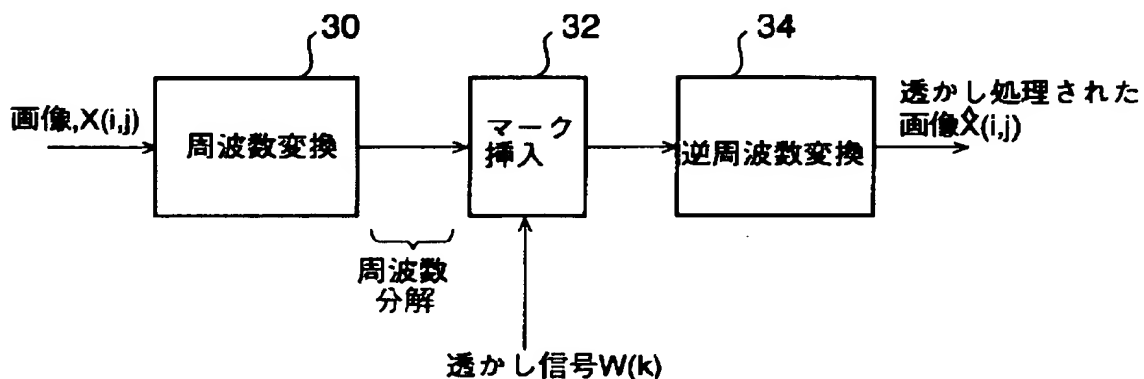 30
32
34
画像,X(i,j)
周波数変換
マーク
挿入
逆周波数変換
透かし処理された
画像X̂(i,j)
周波数
分解
透かし信号W(k)